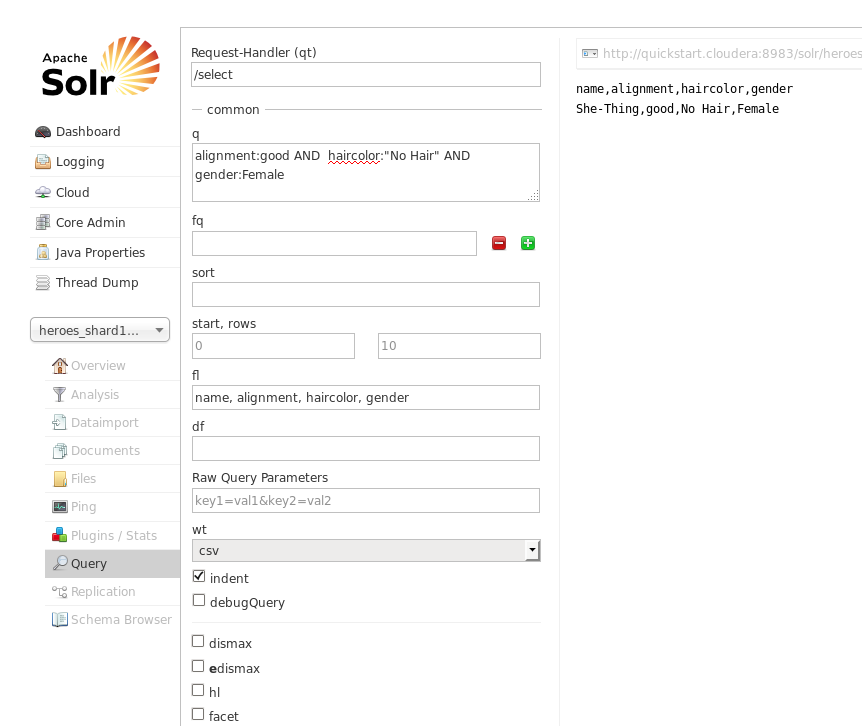 Apache
Solr
Dashboard
Logging
Cloud
Core Admin
Java Properties
Thread Dump
heroes_shard1...
Overview
Analysis
Dataimport
Documents
Files
Ping
Plugins / Stats
Query
Replication
Schema Browser
Request-Handler (qt)
/select
common
q
alignment:good AND  haircolor:"No Hair" AND
gender:Female
fq
sort
start, rows
0 10
fl
name, alignment, haircolor, gender
df
Raw Query Parameters
key1=val1&key2=val2
wt
csv
indent
debugQuery
dismax
edismax
hl
facet
http://quickstart.cloudera:8983/solr/heroes
name,alignment,haircolor,gender
She-Thing,good,No Hair,Female